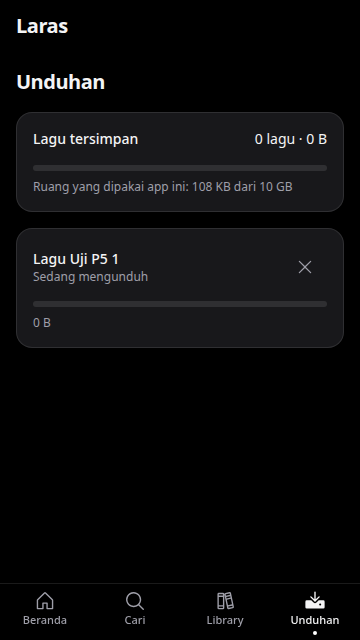 Laras
Unduhan
Lagu tersimpan
0 lagu · 0 B
Ruang yang dipakai app ini: 108 KB dari 10 GB
Lagu Uji P5 1
Sedang mengunduh
0 B
Beranda
Cari
Library
Unduhan